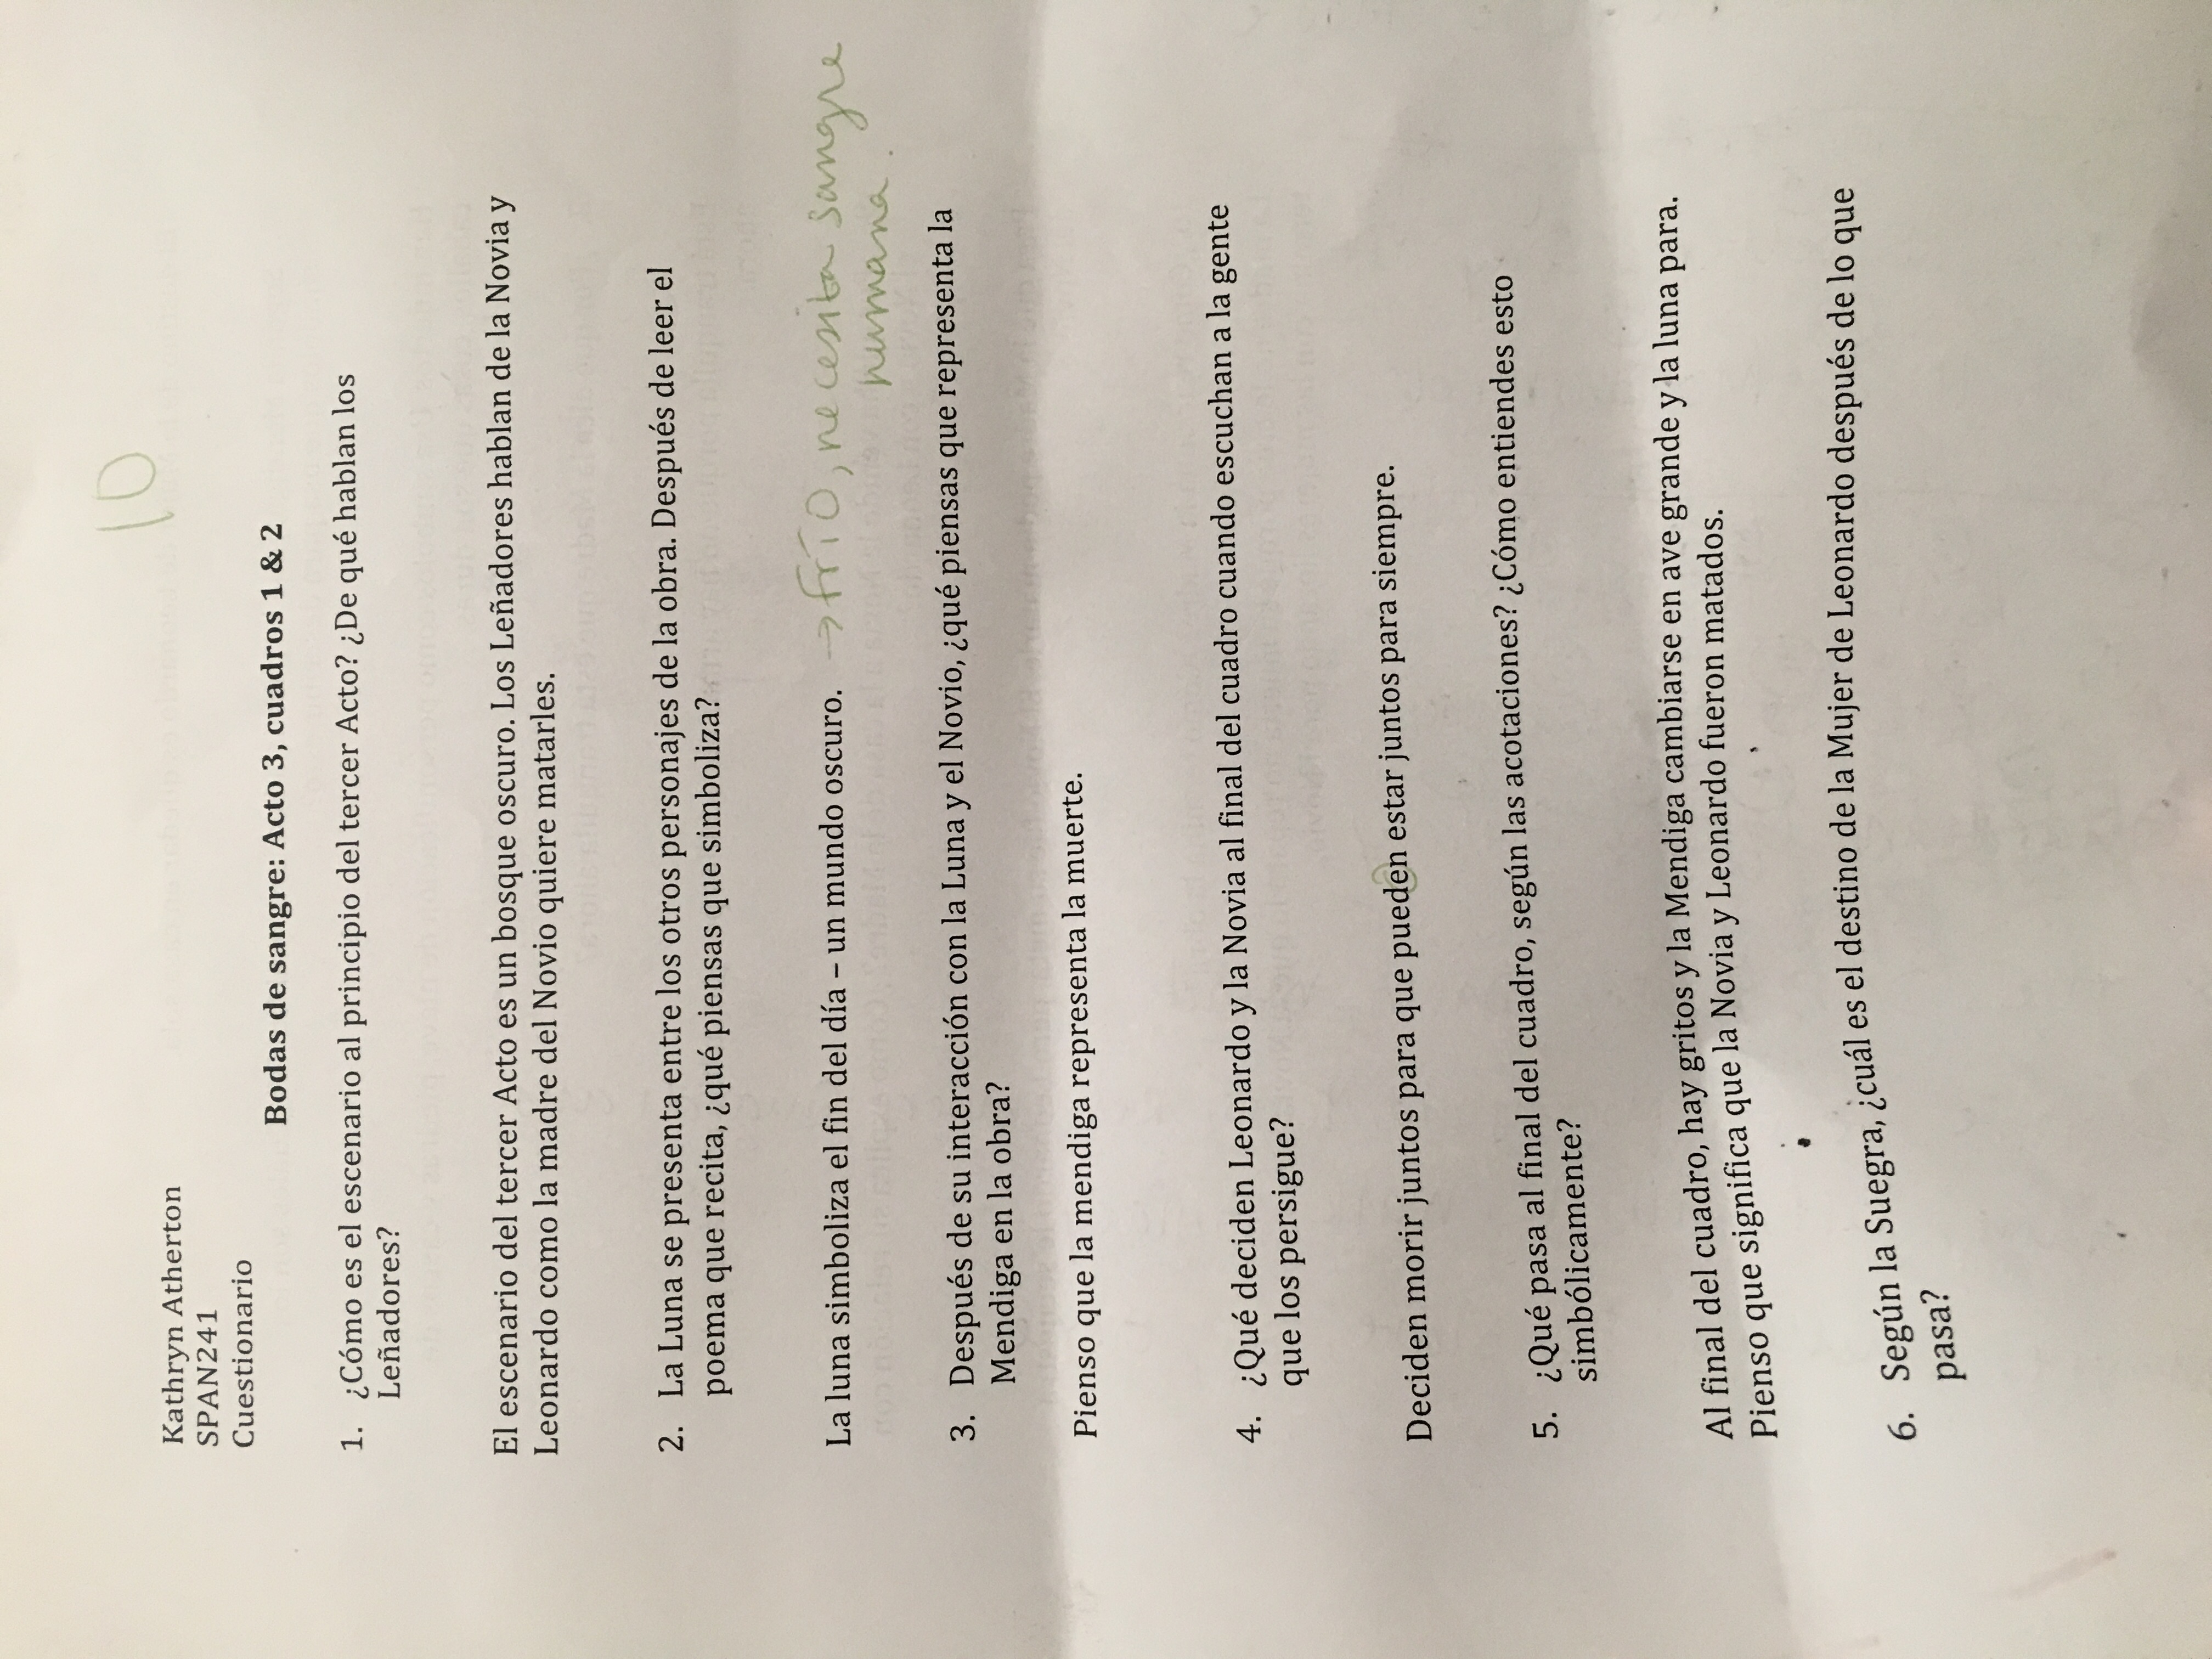 10
Kathryn Atherton
SPAN241
Cuestionario
Bodas de sangre: Acto 3, cuadros 1 & 2
1. ¿Cómo es el escenario al principio del tercer Acto? ¿De qué hablan los
Leñadores?
El escenario del tercer Acto es un bosque oscuro. Los Leñadores hablan de la Novia y
Leonardo como la madre del Novio quiere matarles.
2. La Luna se presenta entre los otros personajes de la obra. Después de leer el
poema que recita, ¿qué piensas que simboliza?
La luna simboliza el fin del día – un mundo oscuro. → frío, necesita sangre
humana.
3. Después de su interacción con la Luna y el Novio, ¿qué piensas que representa la
Mendiga en la obra?
Pienso que la mendiga representa la muerte.
4. ¿Qué deciden Leonardo y la Novia al final del cuadro cuando escuchan a la gente
que los persigue?
Deciden morir juntos para que pueden estar juntos para siempre.
5. ¿Qué pasa al final del cuadro, según las acotaciones? ¿Cómo entiendes esto
simbólicamente?
Al final del cuadro, hay gritos y la Mendiga cambiarse en ave grande y la luna para.
Pienso que significa que la Novia y Leonardo fueron matados.
6. Según la Suegra, ¿cuál es el destino de la Mujer de Leonardo después de lo que
pasa?